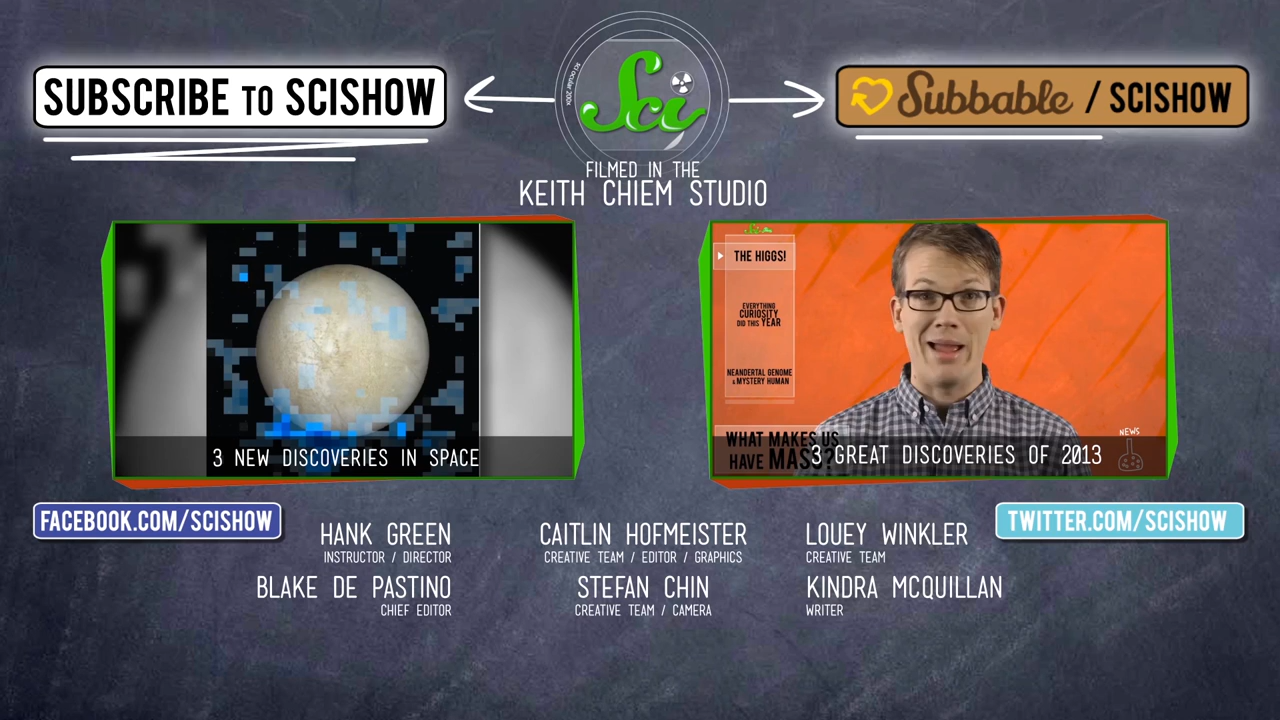 SUBSCRIBE TO SCISHOW
Sci
Subbable / SCISHOW
FILMED IN THE
KEITH CHIEM STUDIO
3 NEW DISCOVERIES IN SPACE
THE HIGGS!
EVERYTHING
CURIOSITY
DID THIS YEAR
NEANDERTAL GENOME
& MYSTERY HUMAN
WHAT MAKES US
HAVE MASS?
NEWS
3 GREAT DISCOVERIES OF 2013
FACEBOOK.COM/SCISHOW
TWITTER.COM/SCISHOW
HANK GREEN
INSTRUCTOR / DIRECTOR
CAITLIN HOFMEISTER
CREATIVE TEAM / EDITOR / GRAPHICS
LOUEY WINKLER
CREATIVE TEAM
BLAKE DE PASTINO
CHIEF EDITOR
STEFAN CHIN
CREATIVE TEAM / CAMERA
KINDRA MCQUILLAN
WRITER